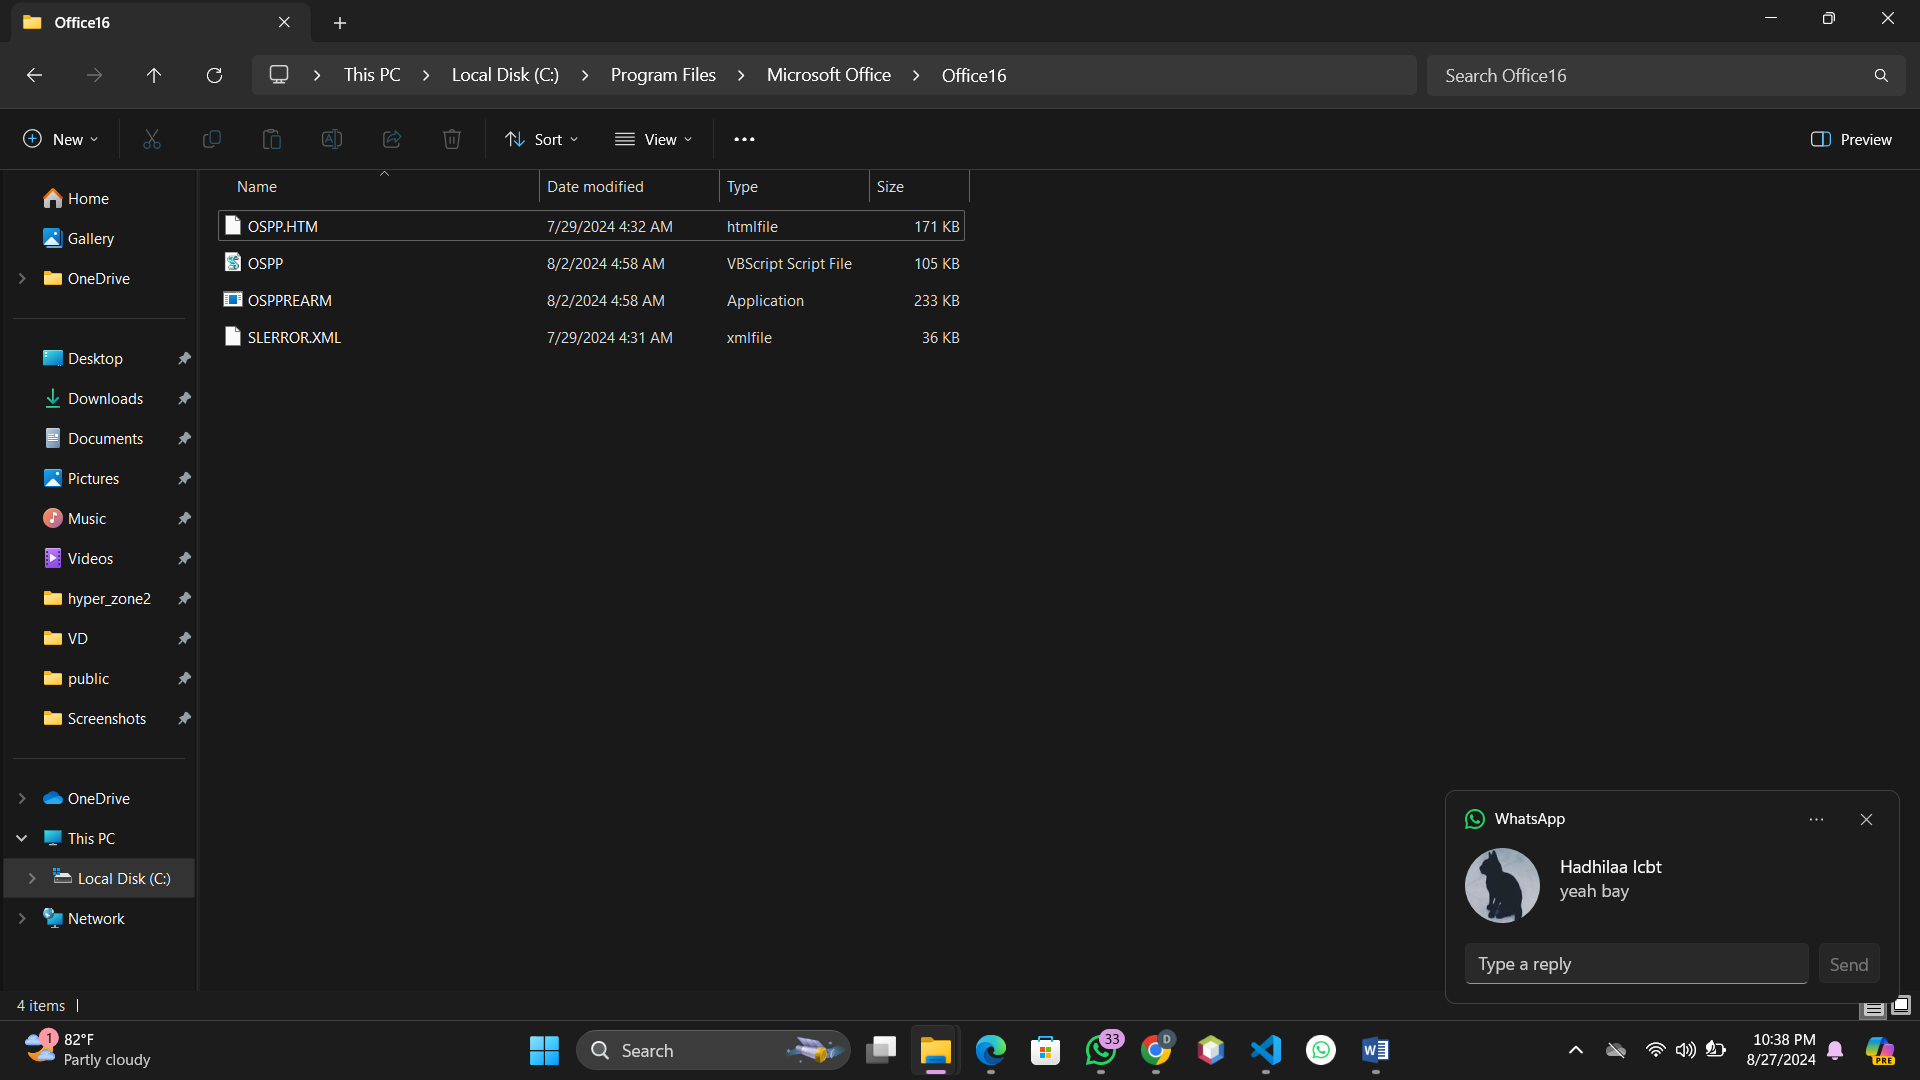 Office16
This PC
Local Disk (C:)
Program Files
Microsoft Office
Office16
Search Office16
New
Sort
View
Preview
Name
Date modified
Type
Size
OSPP.HTM 7/29/2024 4:32 AM htmlfile 171 KB
OSPP 8/2/2024 4:58 AM VBScript Script File 105 KB
OSPPREARM 8/2/2024 4:58 AM Application 233 KB
SLERROR.XML 7/29/2024 4:31 AM xmlfile 36 KB
Home
Gallery
OneDrive
Desktop
Downloads
Documents
Pictures
Music
Videos
hyper_zone2
VD
public
Screenshots
OneDrive
This PC
Local Disk (C:)
Network
WhatsApp
Hadhilaa Icbt
yeah bay
Type a reply
Send
4 items
1
82°F
Partly cloudy
Search
33
D
PRE
10:38 PM
8/27/2024